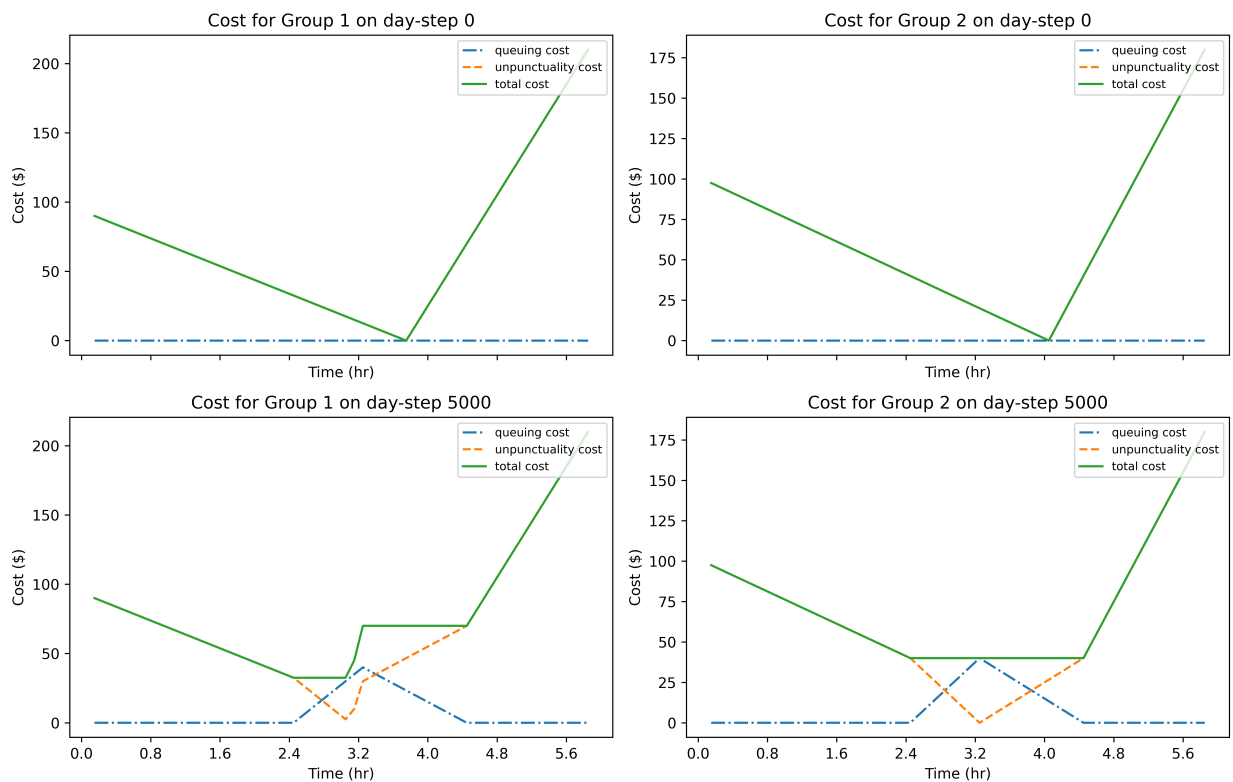 Cost for Group 1 on day-step 0
Cost ($)
200
150
100
50
0
queuing cost
unpunctuality cost
total cost
Time (hr)
Cost for Group 2 on day-step 0
Cost ($)
175
150
125
100
75
50
25
0
queuing cost
unpunctuality cost
total cost
Time (hr)
Cost for Group 1 on day-step 5000
Cost ($)
200
150
100
50
0
queuing cost
unpunctuality cost
total cost
0.0 0.8 1.6 2.4 3.2 4.0 4.8 5.6
Time (hr)
Cost for Group 2 on day-step 5000
Cost ($)
175
150
125
100
75
50
25
0
queuing cost
unpunctuality cost
total cost
0.0 0.8 1.6 2.4 3.2 4.0 4.8 5.6
Time (hr)